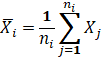 X̅ᵢ = 1/nᵢ ∑ⱼ₌₁ⁿⁱ Xⱼ